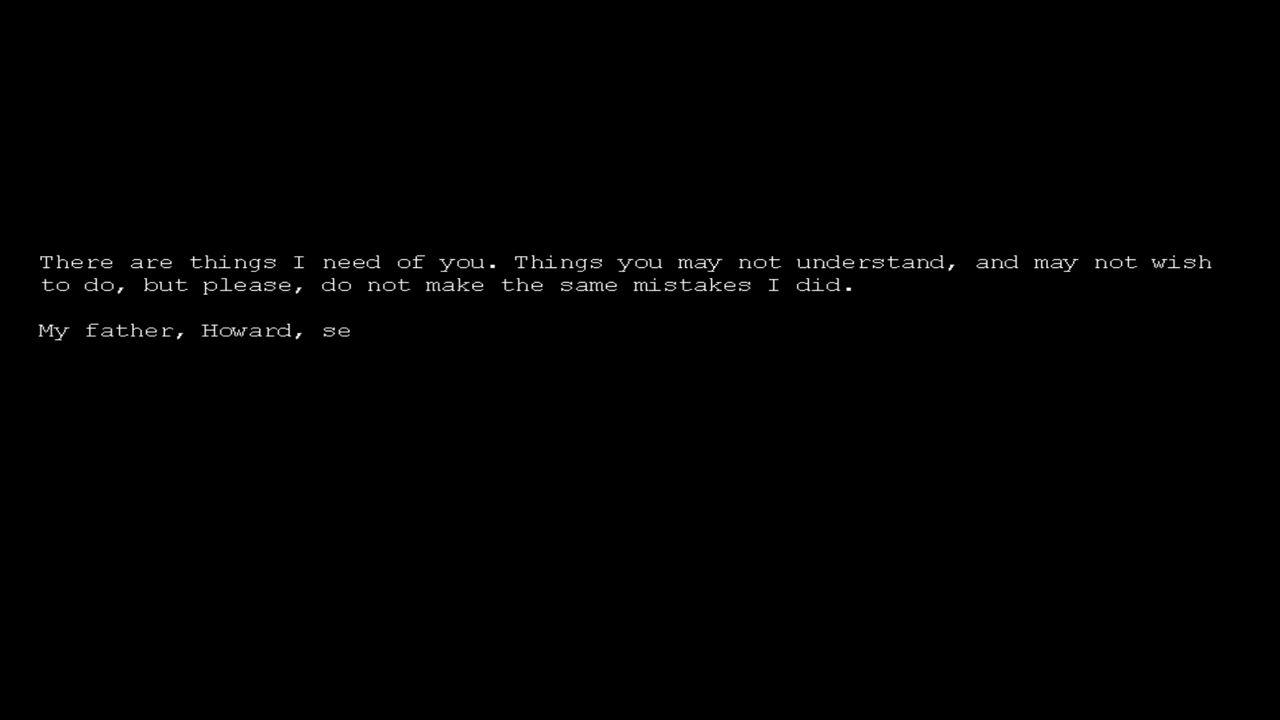 There are things I need of you. Things you may not understand, and may not wish
to do, but please, do not make the same mistakes I did.
My father, Howard, se